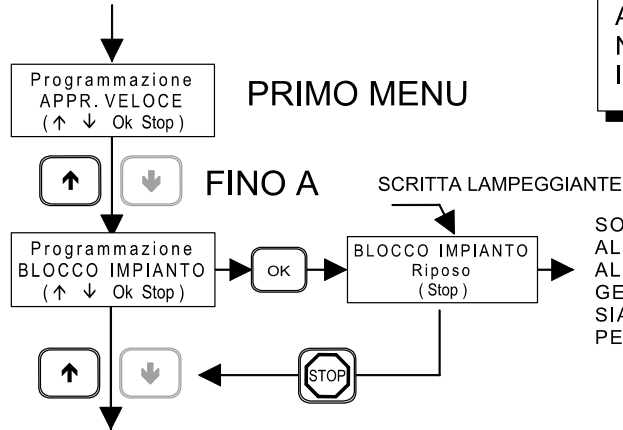 Programmazione
APPR. VELOCE
(↑ ↓ Ok Stop)
PRIMO MENU
FINO A
SCRITTA LAMPEGGIANTE
Programmazione
BLOCCO IMPIANTO
(↑ ↓ Ok Stop)
OK
BLOCCO IMPIANTO
Riposo
(Stop)
STOP